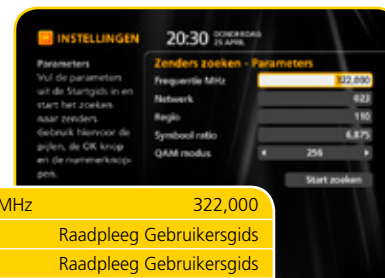 INSTELLINGEN
20:30 DONDERDAG
25 APRIL
Parameters
Vul de parameters
uit de Startgids in en
start het zoeken
naar zenders.
Gebruik hiervoor de
pijlen, de OK knop
en de nummerknop-
pen.
Zenders zoeken - Parameters
Frequentie MHz 322,000
Netwerk 623
Regio 110
Symbool ratio 6,875
QAM modus 256
Start zoeken
MHz 322,000
Raadpleeg Gebruikersgids
Raadpleeg Gebruikersgids